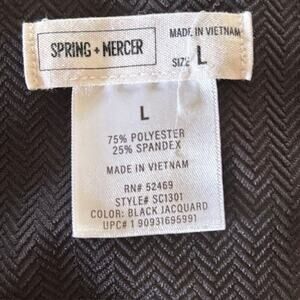 SPRING + MERCER
MADE IN VIETNAM
SIZE L
L
75% POLYESTER
25% SPANDEX
MADE IN VIETNAM
RN# 52469
STYLE# SC1301
COLOR: BLACK JACQUARD
UPC# 1 90931695991